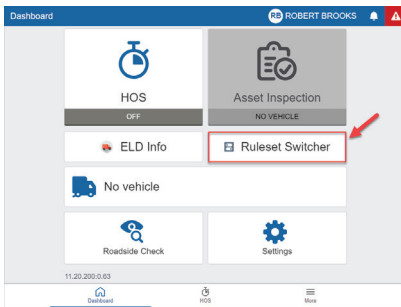 Dashboard
RB ROBERT BROOKS
HOS
OFF
Asset Inspection
NO VEHICLE
ELD Info
Ruleset Switcher
No vehicle
Roadside Check
Settings
11.20.200:0.63
Dashboard
HOS
More